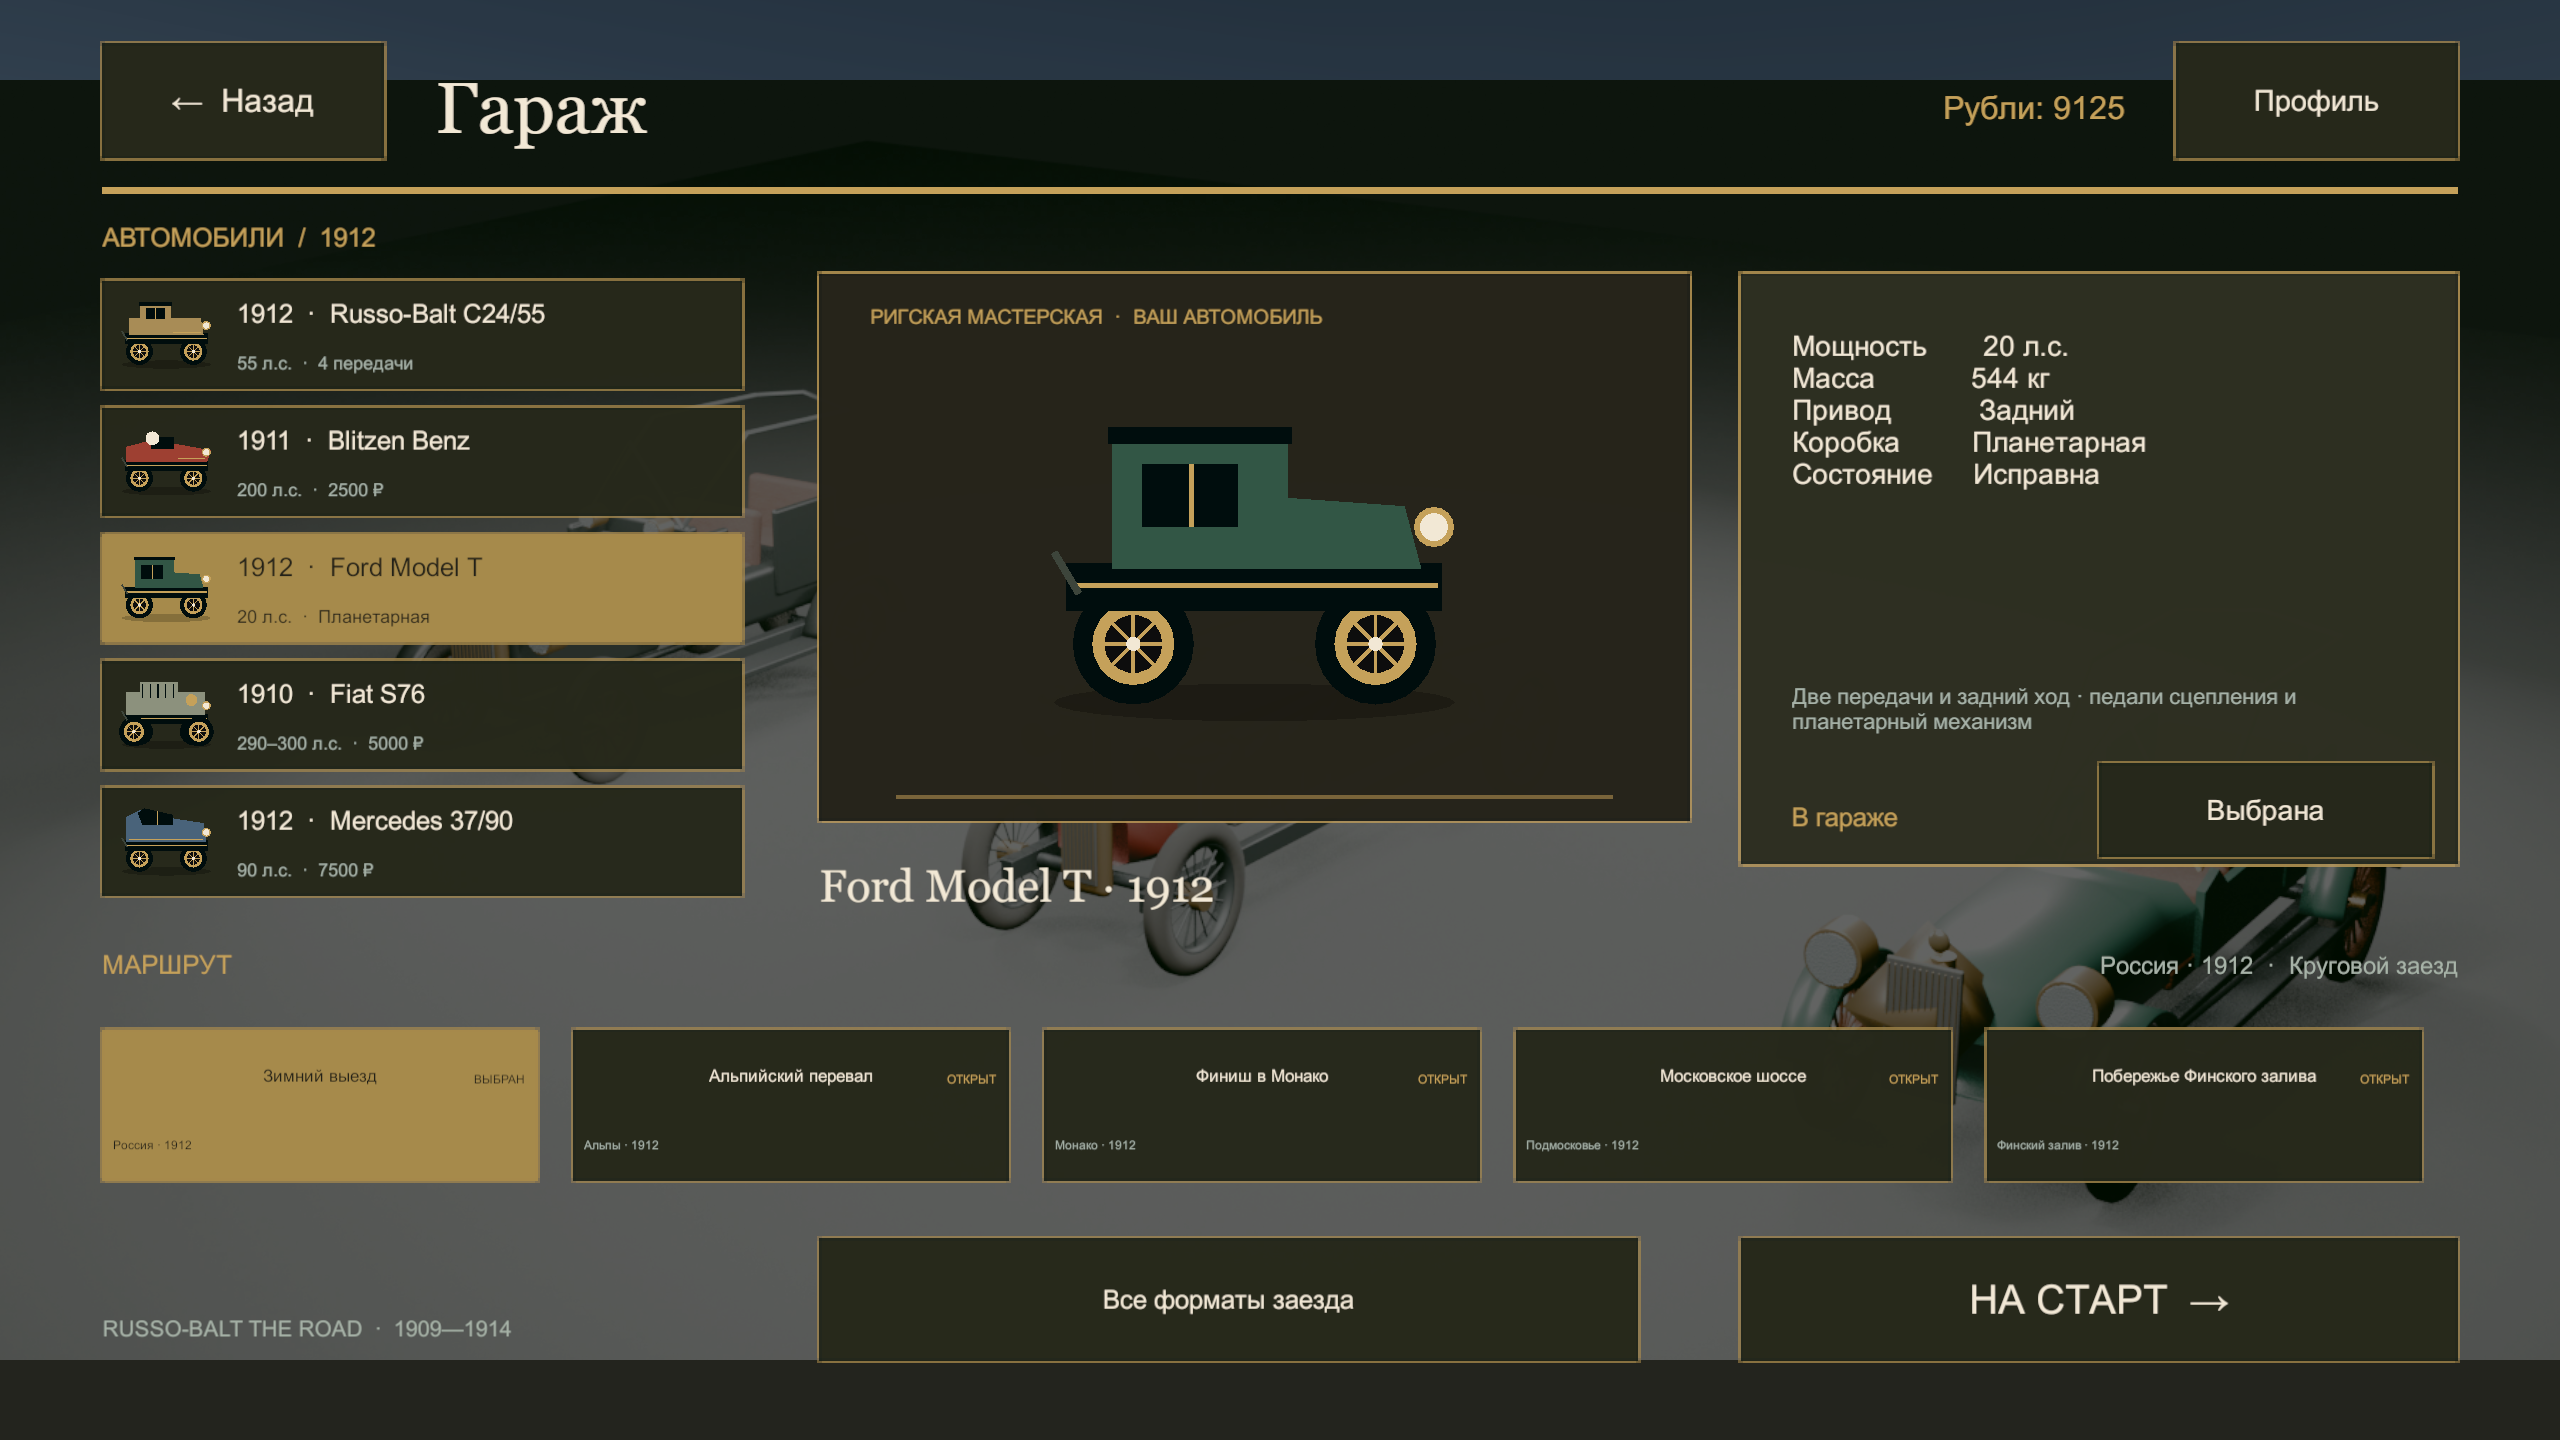 ← Назад
Гараж
Рубли: 9125
Профиль
АВТОМОБИЛИ / 1912
1912 · Russo-Balt C24/55
55 л.с. · 4 передачи
1911 · Blitzen Benz
200 л.с. · 2500 ₽
1912 · Ford Model T
20 л.с. · Планетарная
1910 · Fiat S76
290–300 л.с. · 5000 ₽
1912 · Mercedes 37/90
90 л.с. · 7500 ₽
РИГСКАЯ МАСТЕРСКАЯ · ВАШ АВТОМОБИЛЬ
Ford Model T · 1912
Мощность 20 л.с.
Масса 544 кг
Привод Задний
Коробка Планетарная
Состояние Исправна
Две передачи и задний ход · педали сцепления и
планетарный механизм
В гараже
Выбрана
МАРШРУТ
Россия · 1912 · Круговой заезд
Зимний выезд
ВЫБРАН
Россия · 1912
Альпийский перевал
ОТКРЫТ
Альпы · 1912
Финиш в Монако
ОТКРЫТ
Монако · 1912
Московское шоссе
ОТКРЫТ
Подмосковье · 1912
Побережье Финского залива
ОТКРЫТ
Финский залив · 1912
RUSSO-BALT THE ROAD · 1909—1914
Все форматы заезда
НА СТАРТ →